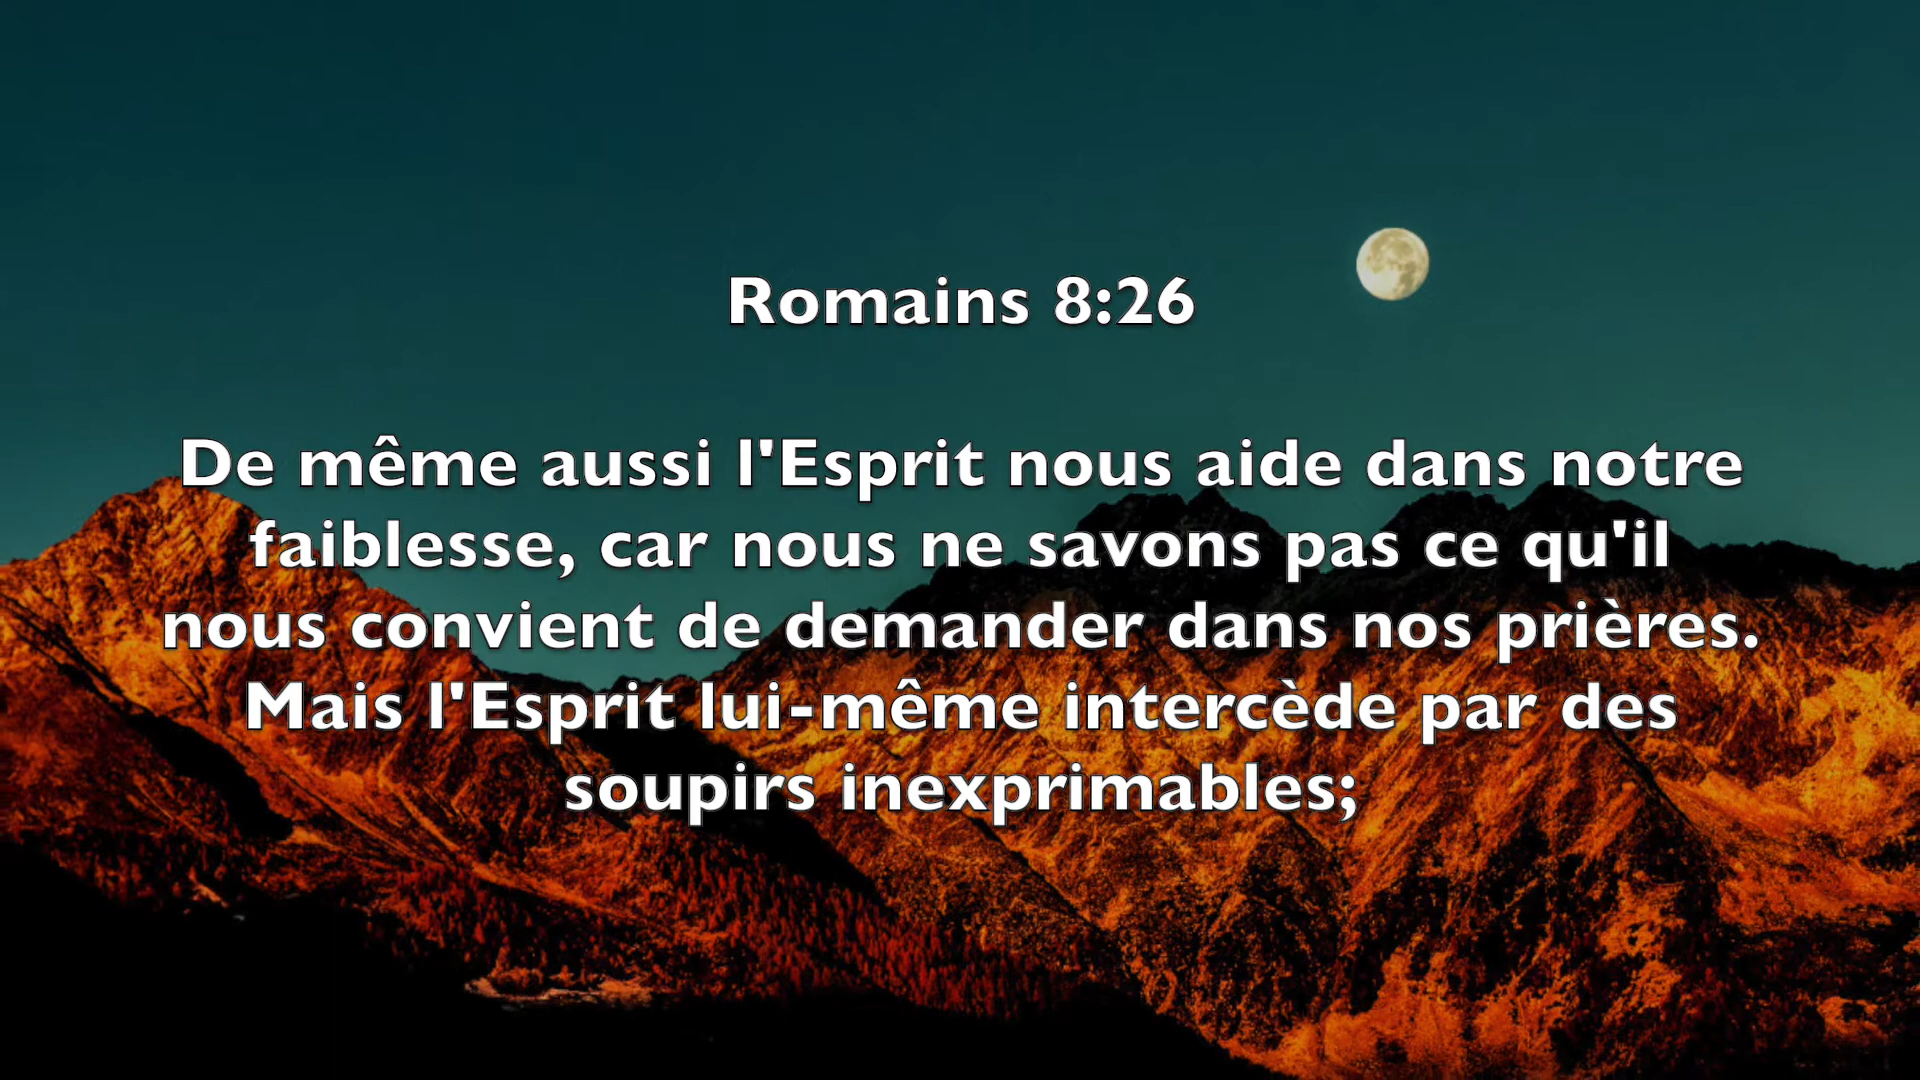 Romains 8:26
De même aussi l'Esprit nous aide dans notre
faiblesse, car nous ne savons pas ce qu'il
nous convient de demander dans nos prières.
Mais l'Esprit lui-même intercède par des
soupirs inexprimables;